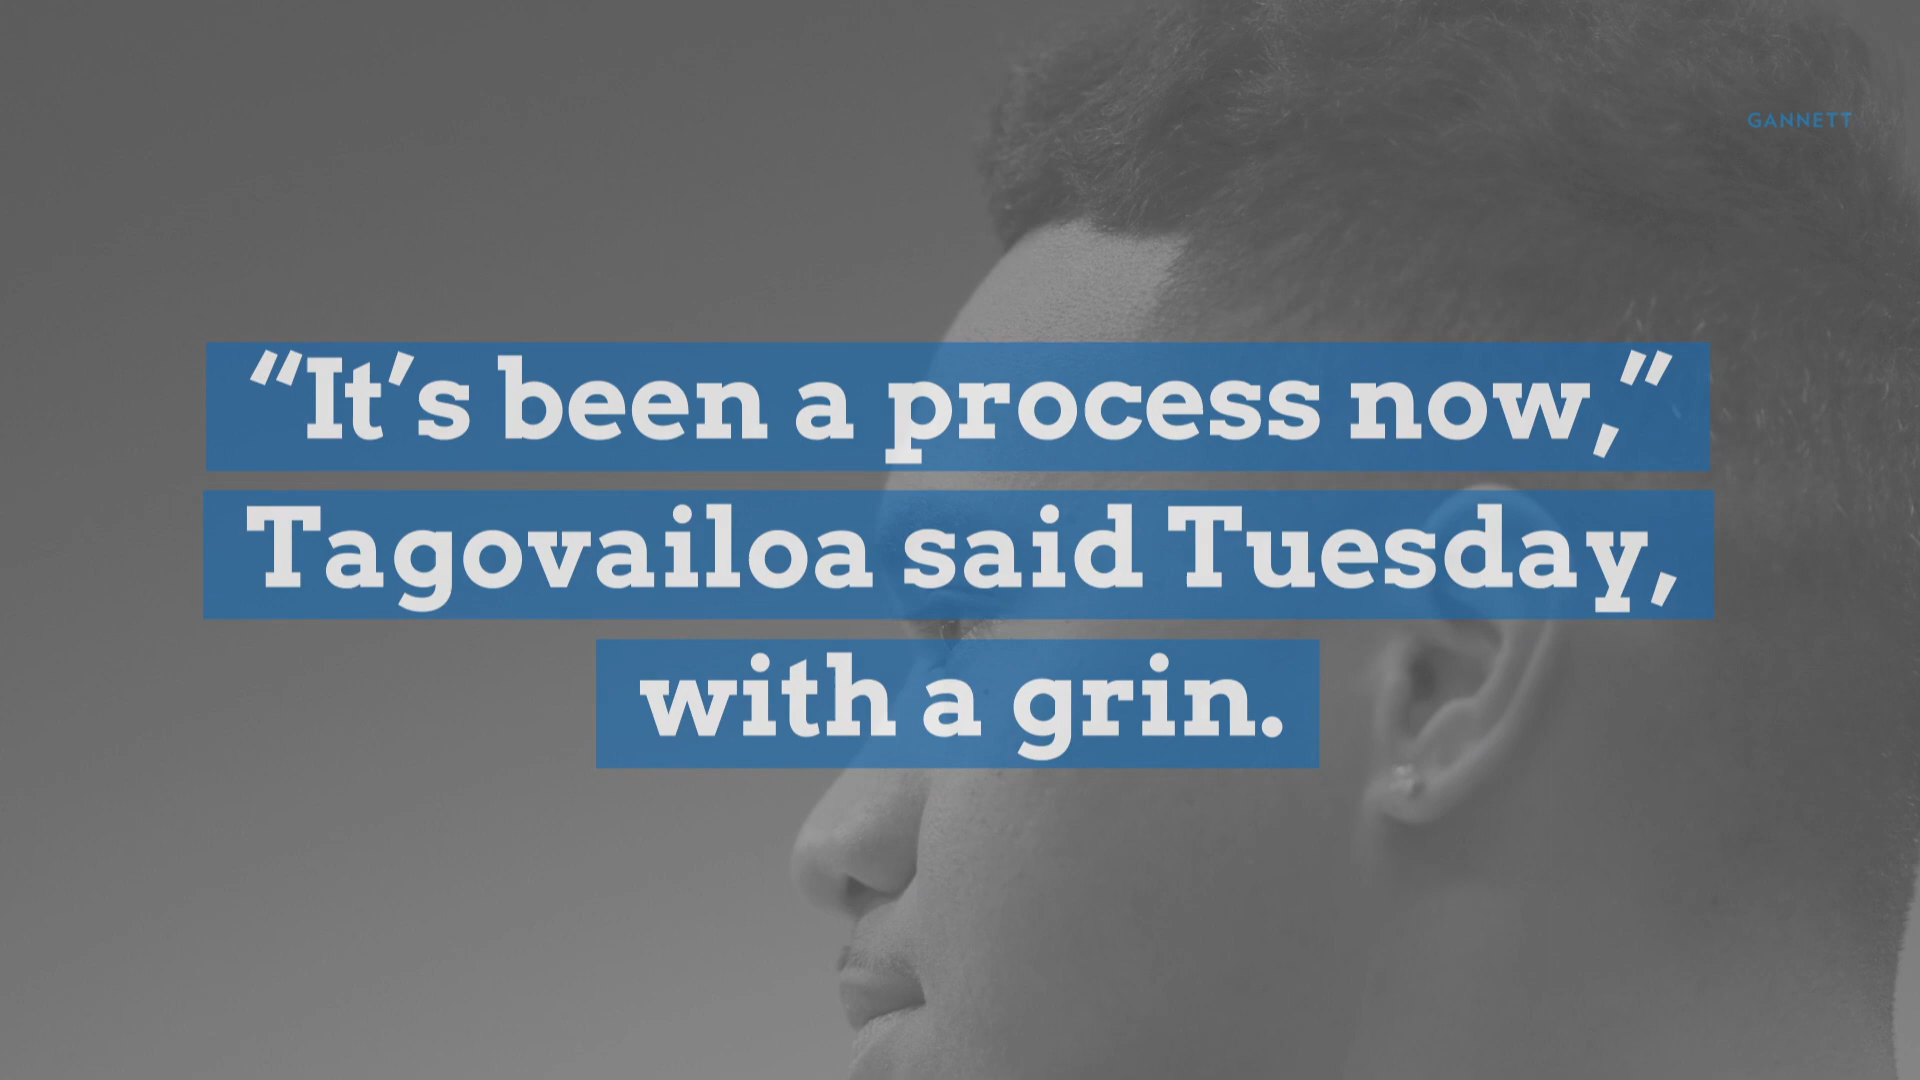 GANNETT
“It’s been a process now,”
Tagovailoa said Tuesday,
with a grin.